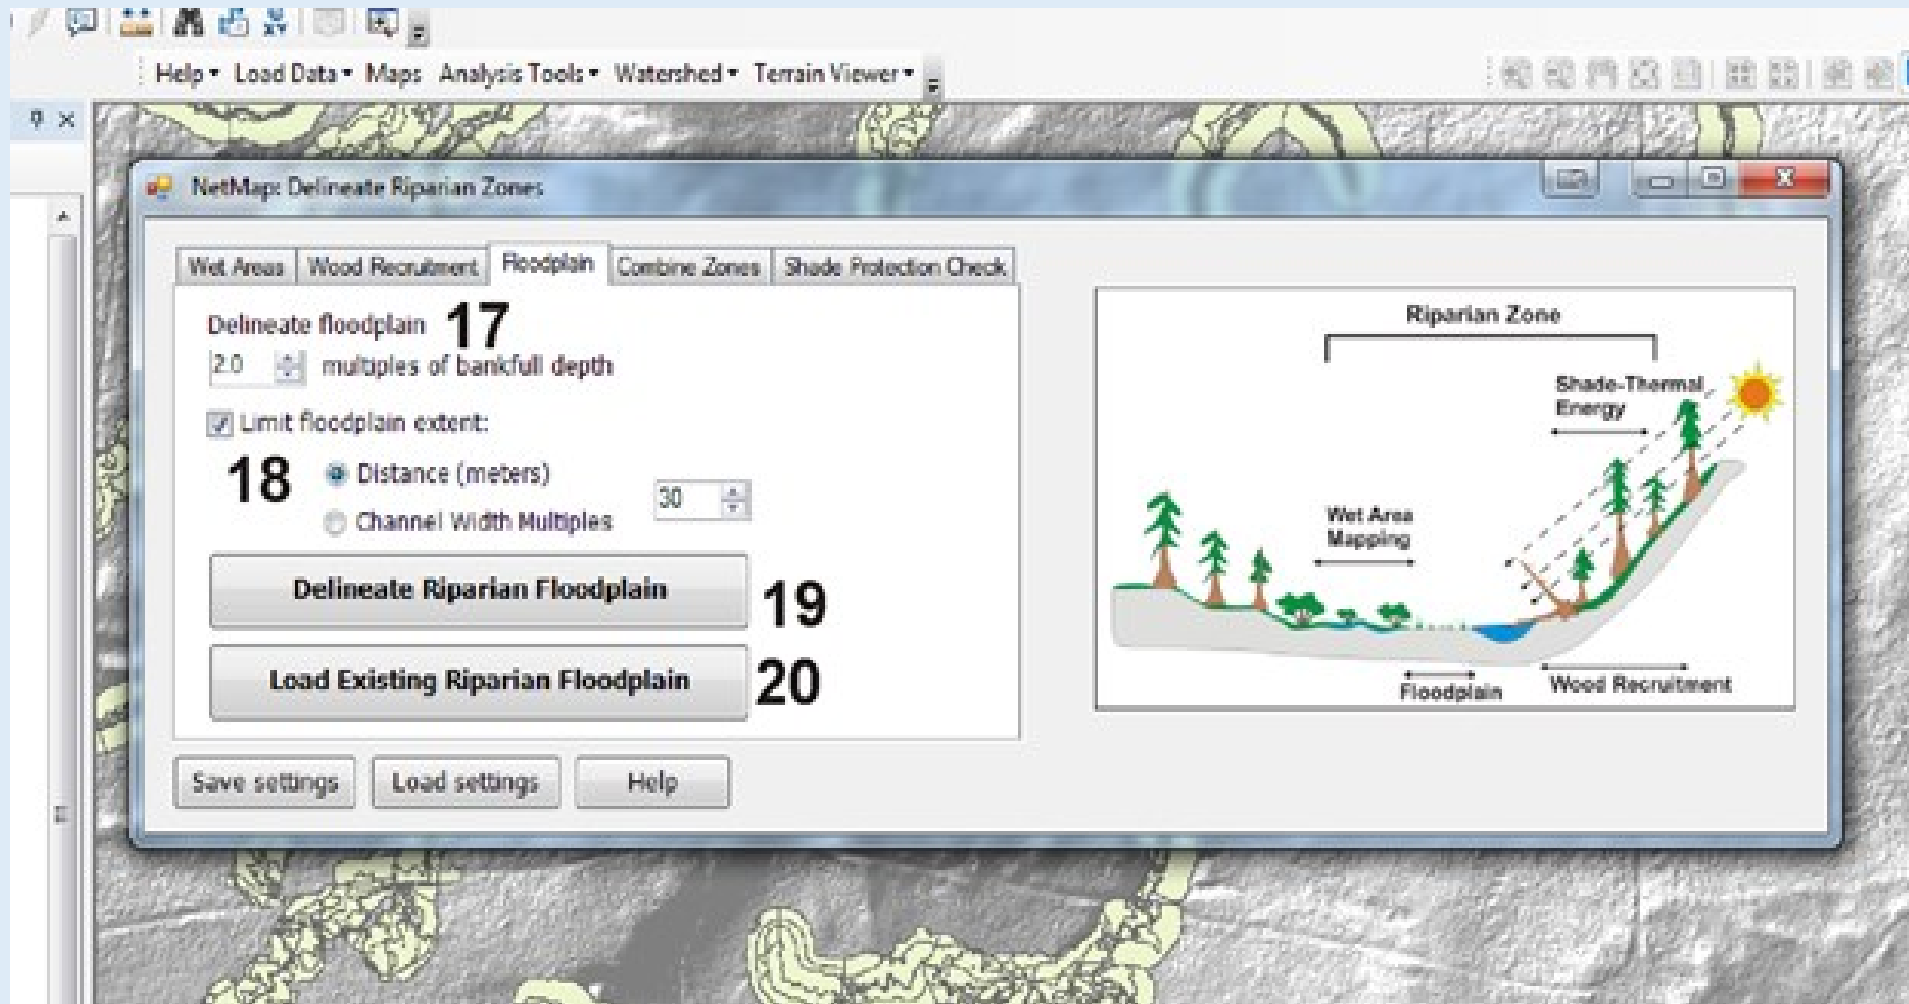 Help Load Data Maps Analysis Tools Watershed Terrain Viewer
NetMap: Delineate Riparian Zones
Wet Areas Wood Recruitment Floodplain Combine Zones Shade Protection Check
Delineate floodplain 17
2.0 multiples of bankfull depth
Limit floodplain extent:
18 Distance (meters)
30
Channel Width Multiples
Delineate Riparian Floodplain 19
Load Existing Riparian Floodplain 20
Save settings Load settings Help
Riparian Zone
Shade-Thermal
Energy
Wet Area
Mapping
Floodplain
Wood Recruitment